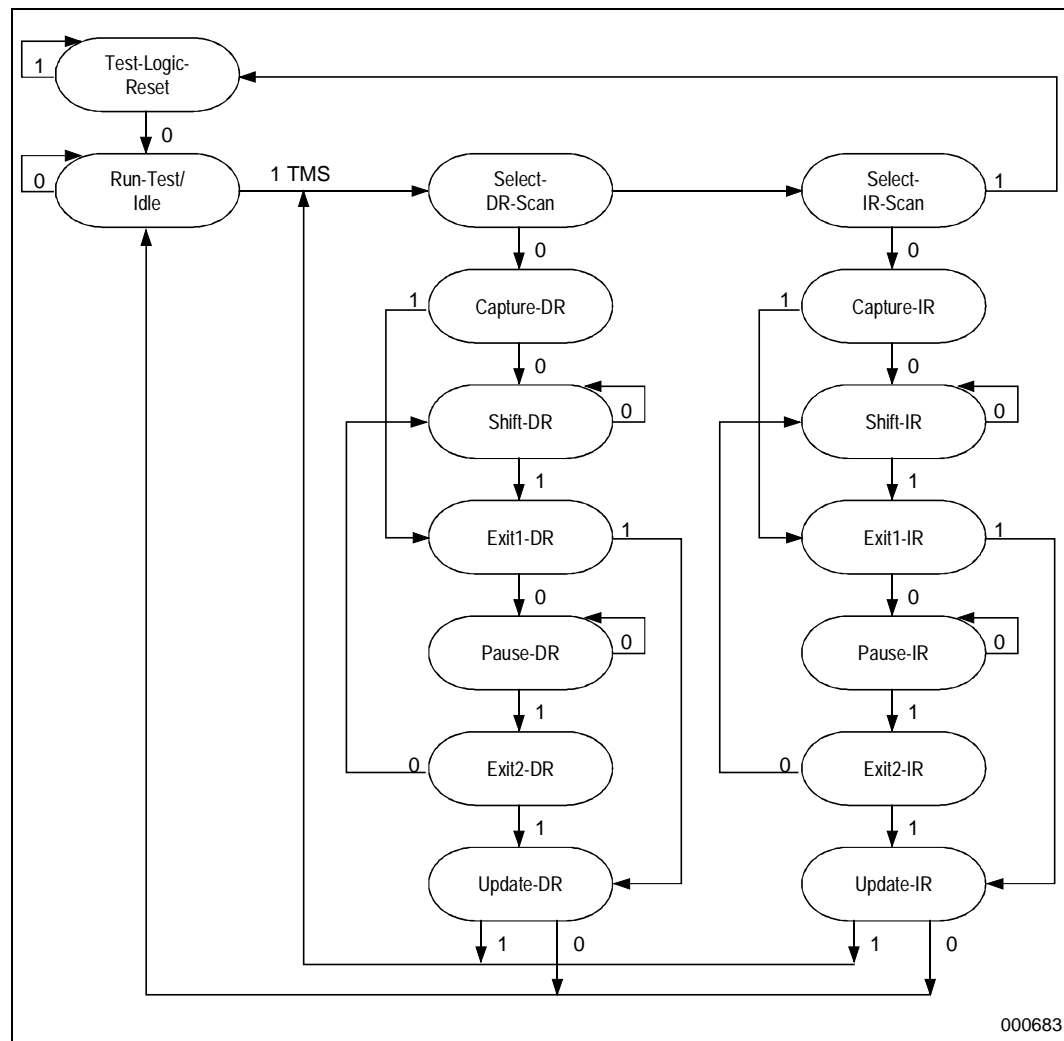 Test-Logic-
Reset
1
0
Run-Test/
Idle
0
1 TMS
Select-
DR-Scan
Select-
IR-Scan
1
0
0
1
Capture-DR
1
Capture-IR
0
0
Shift-DR
0
Shift-IR
0
1
1
Exit1-DR
1
Exit1-IR
1
0
0
Pause-DR
0
Pause-IR
0
1
1
0
Exit2-DR
0
Exit2-IR
1
1
Update-DR
Update-IR
1
0
1
0
000683